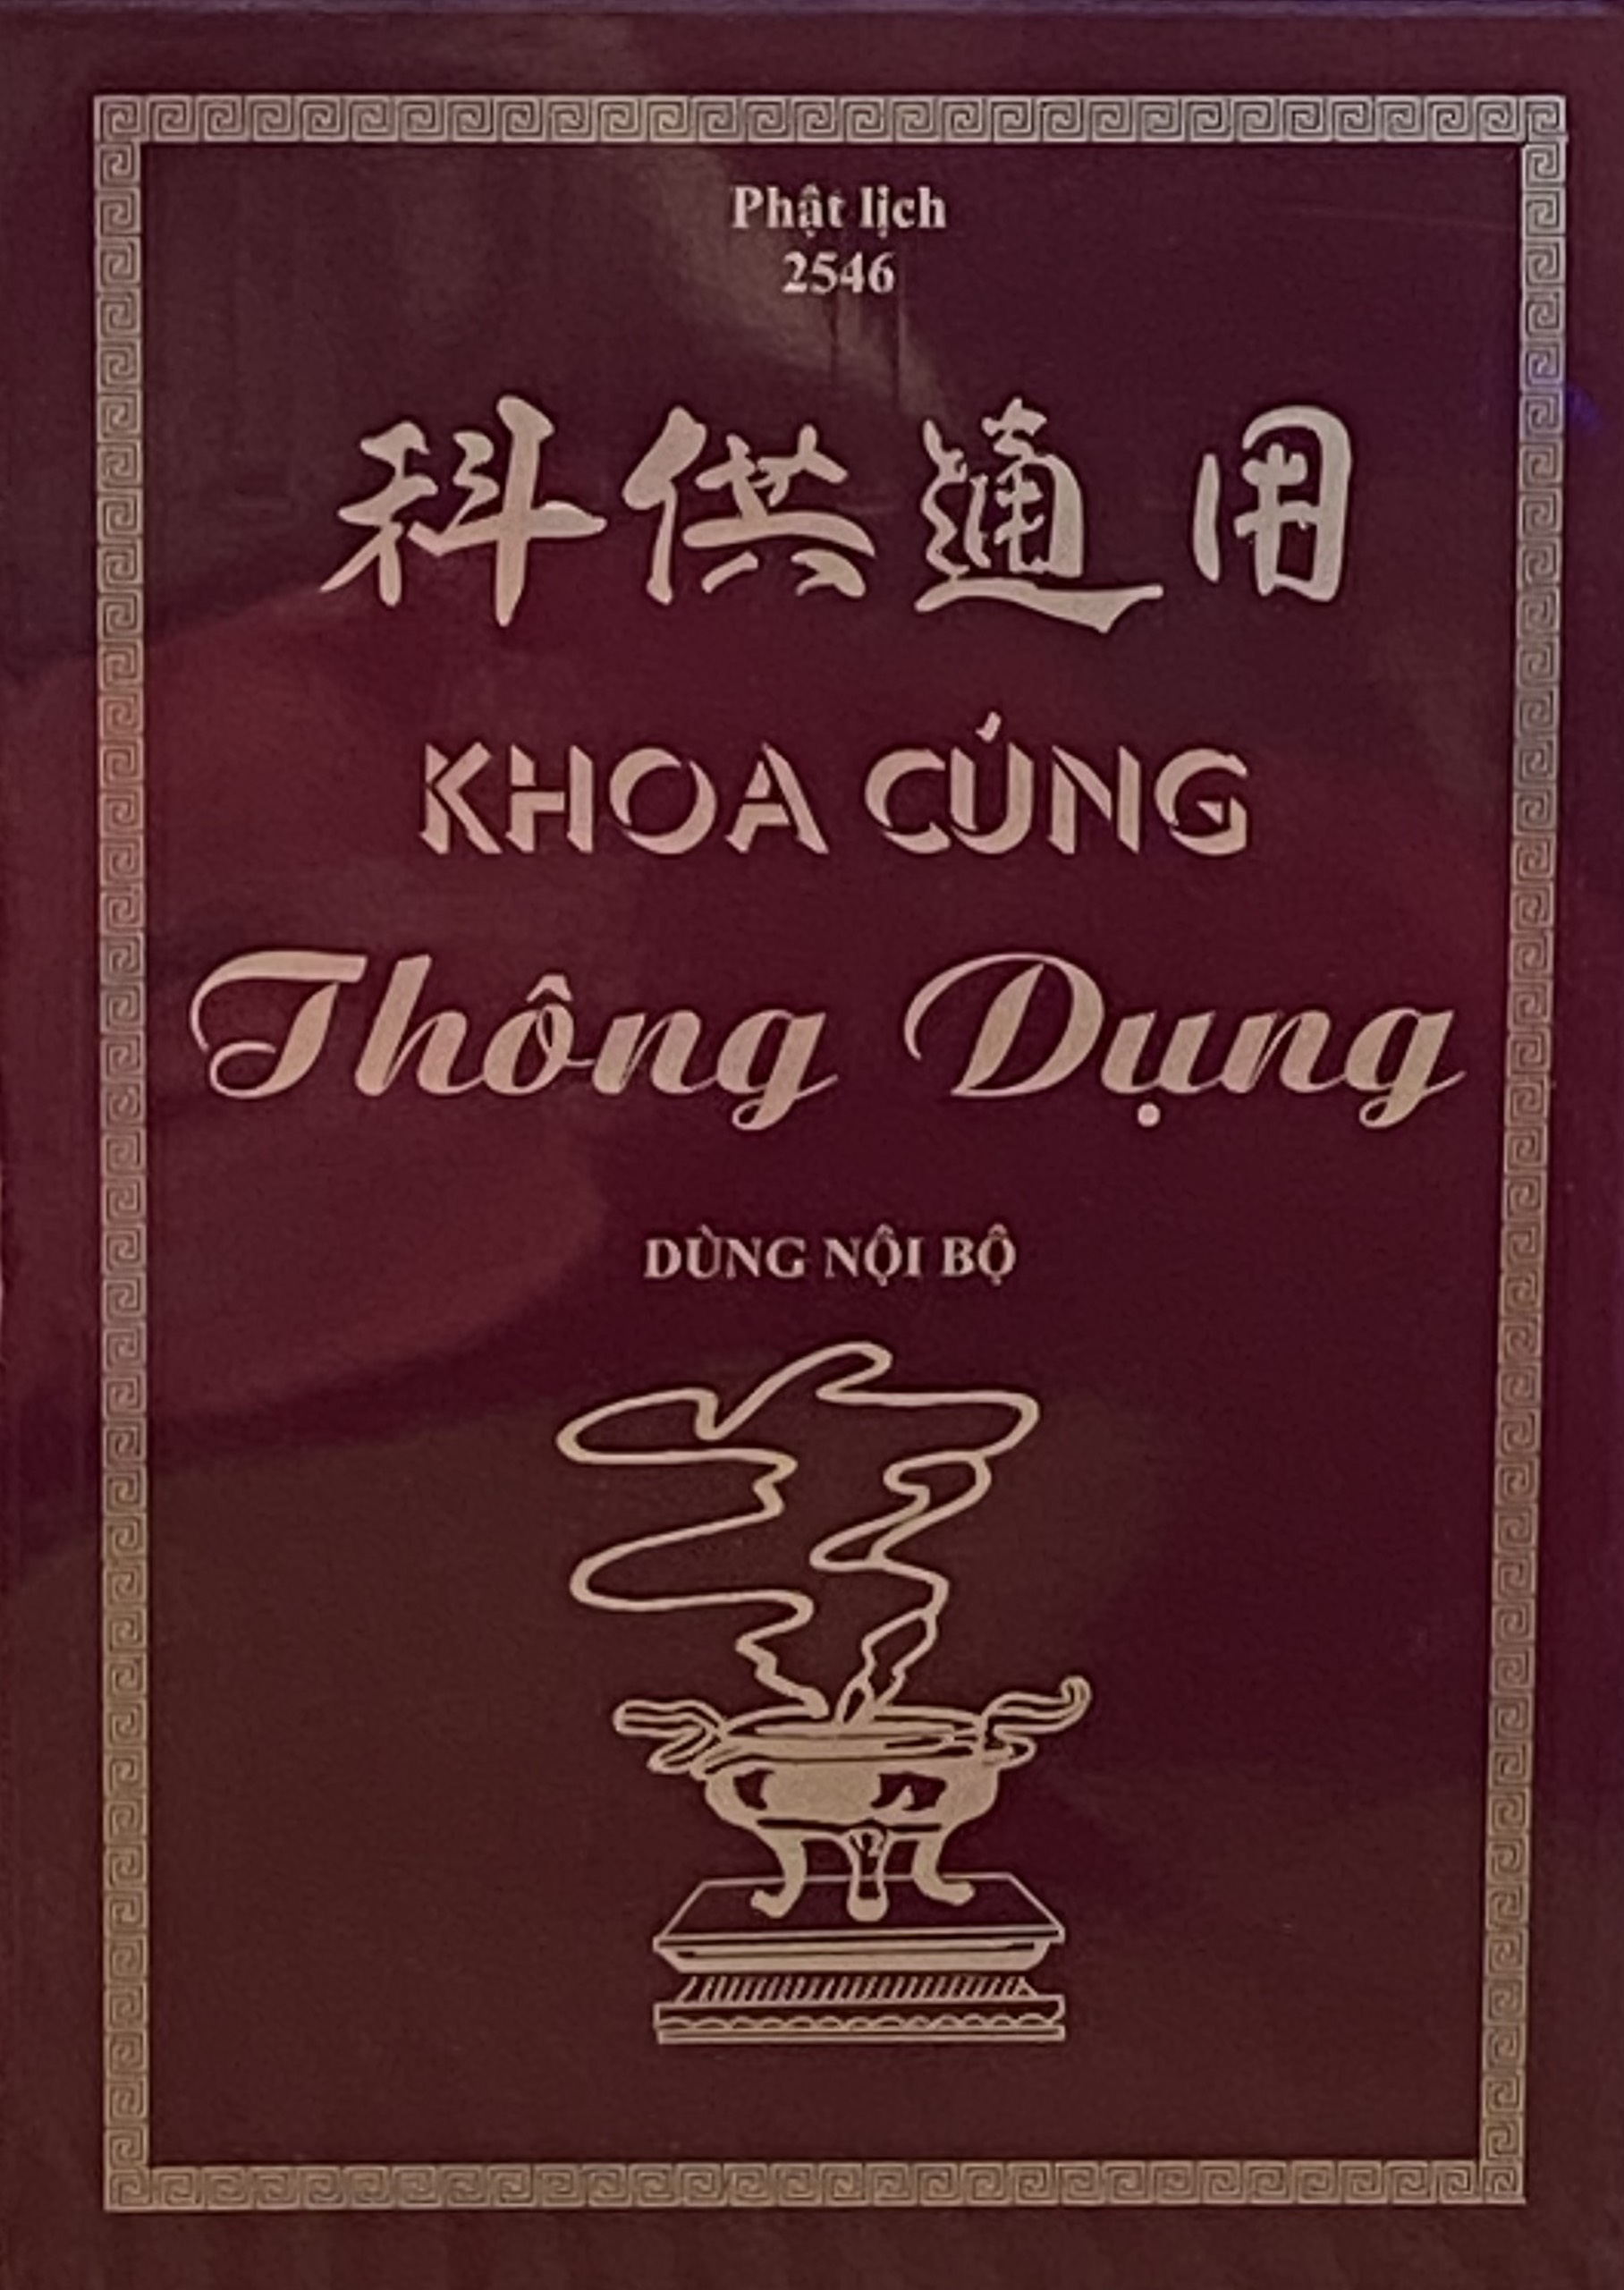 Phật lịch
2546
科供通用
KHOA CÚNG
Thông Dụng
DÙNG NỘI BỘ